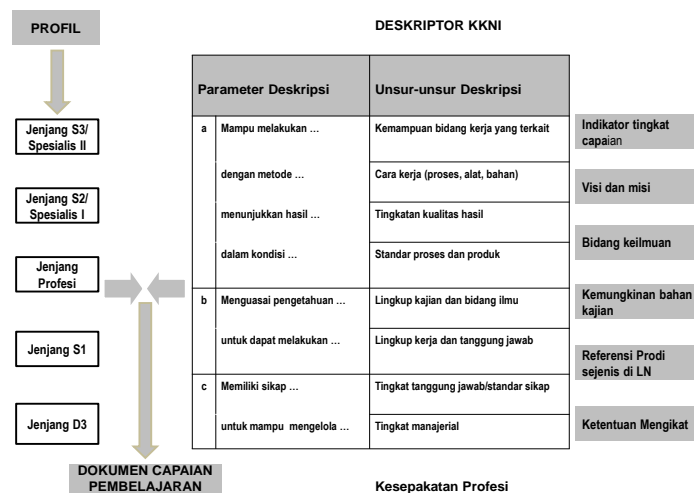 PROFIL
DESKRIPTOR KKNI
Parameter Deskripsi
Unsur-unsur Deskripsi
Jenjang S3/
Spesialis II
Jenjang S2/
Spesialis I
Jenjang
Profesi
Jenjang S1
Jenjang D3
a Mampu melakukan …
Kemampuan bidang kerja yang terkait
dengan metode …
Cara kerja (proses, alat, bahan)
menunjukkan hasil …
Tingkatan kualitas hasil
dalam kondisi …
Standar proses dan produk
b Menguasai pengetahuan …
Lingkup kajian dan bidang ilmu
untuk dapat melakukan …
Lingkup kerja dan tanggung jawab
c Memiliki sikap …
Tingkat tanggung jawab/standar sikap
untuk mampu mengelola …
Tingkat manajerial
Indikator tingkat
capaian
Visi dan misi
Bidang keilmuan
Kemungkinan bahan
kajian
Referensi Prodi
sejenis di LN
Ketentuan Mengikat
DOKUMEN CAPAIAN
PEMBELAJARAN
Kesepakatan Profesi